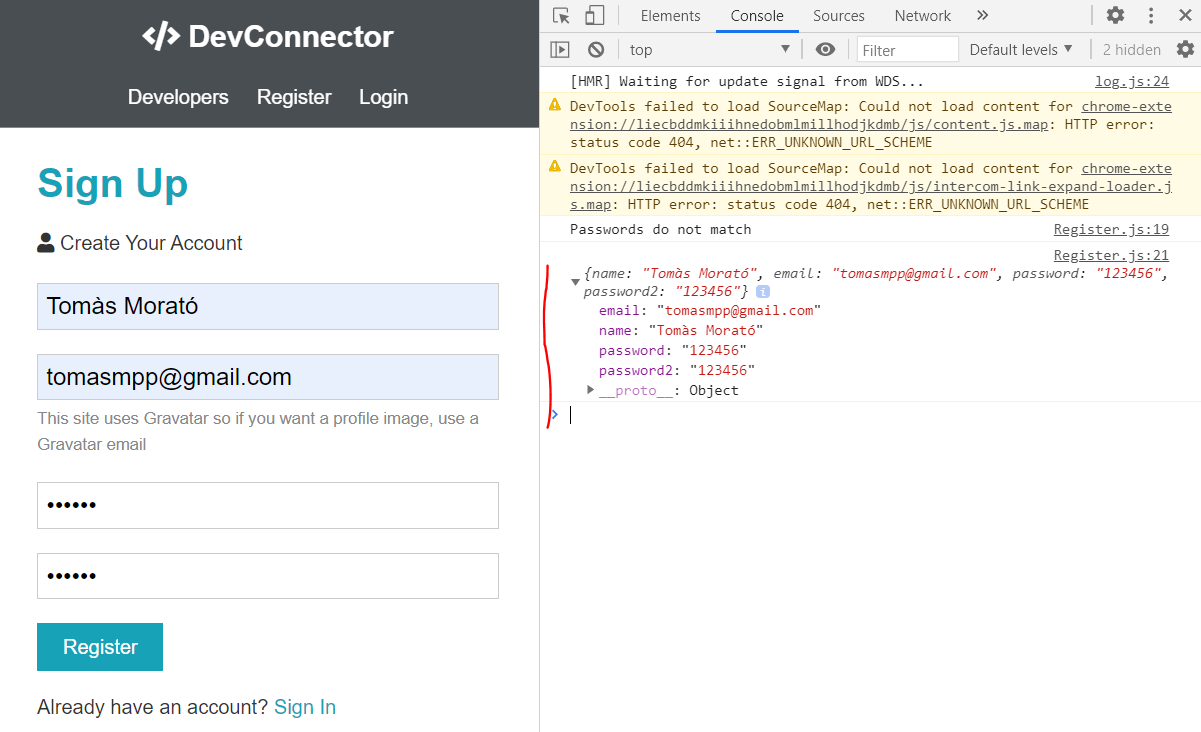 </> DevConnector
Developers Register Login
Sign Up
Create Your Account
Tomàs Morató
tomasmpp@gmail.com
This site uses Gravatar so if you want a profile image, use a
Gravatar email
••••••
••••••
Register
Already have an account? Sign In
Elements Console Sources Network »
top Filter Default levels 2 hidden
[HMR] Waiting for update signal from WDS... log.js:24
DevTools failed to load SourceMap: Could not load content for chrome-exte
nsion://liecbddmkiiihnedobmlmillhodjkdmb/js/content.js.map: HTTP error:
status code 404, net::ERR_UNKNOWN_URL_SCHEME
DevTools failed to load SourceMap: Could not load content for chrome-exte
nsion://liecbddmkiiihnedobmlmillhodjkdmb/js/intercom-link-expand-loader.j
s.map: HTTP error: status code 404, net::ERR_UNKNOWN_URL_SCHEME
Passwords do not match Register.js:19
Register.js:21
{name: "Tomàs Morató", email: "tomasmpp@gmail.com", password: "123456",
password2: "123456"} i
email: "tomasmpp@gmail.com"
name: "Tomàs Morató"
password: "123456"
password2: "123456"
__proto__: Object